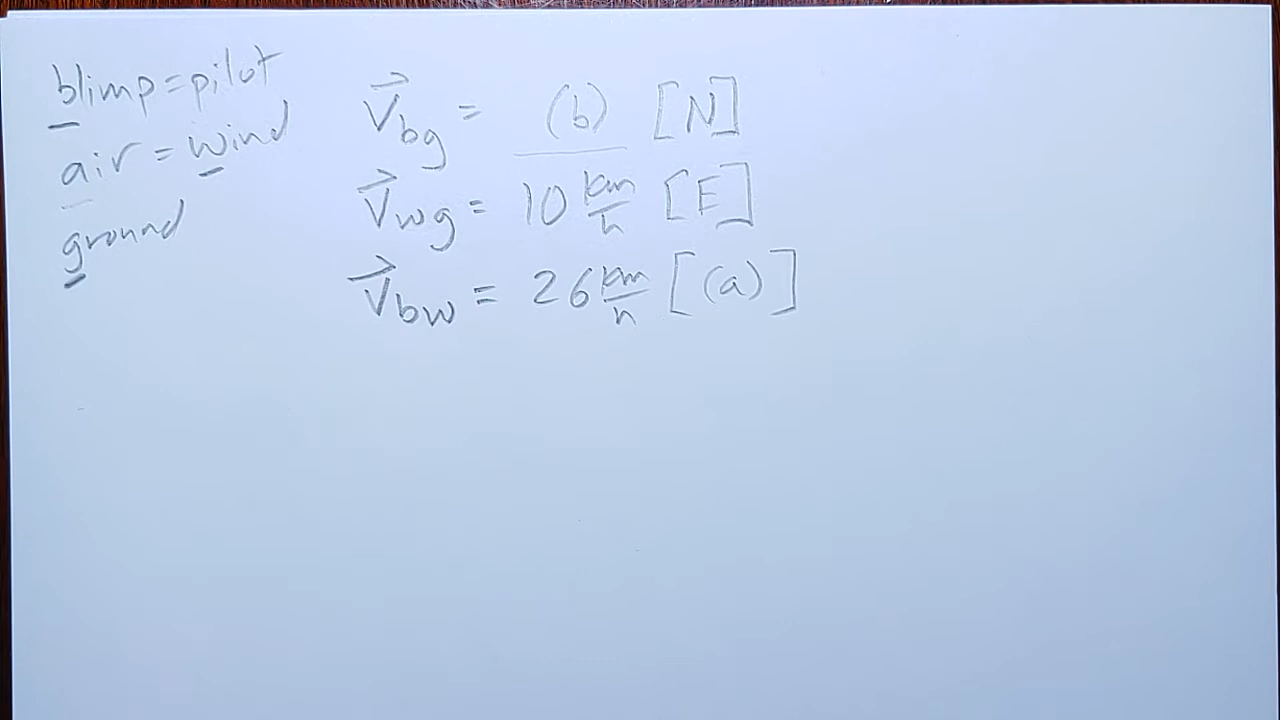 blimp = pilot
air = wind
ground
V⃗bg = (b) [N]
V⃗wg = 10 km/h [E]
V⃗bw = 26 km/h [(a)]